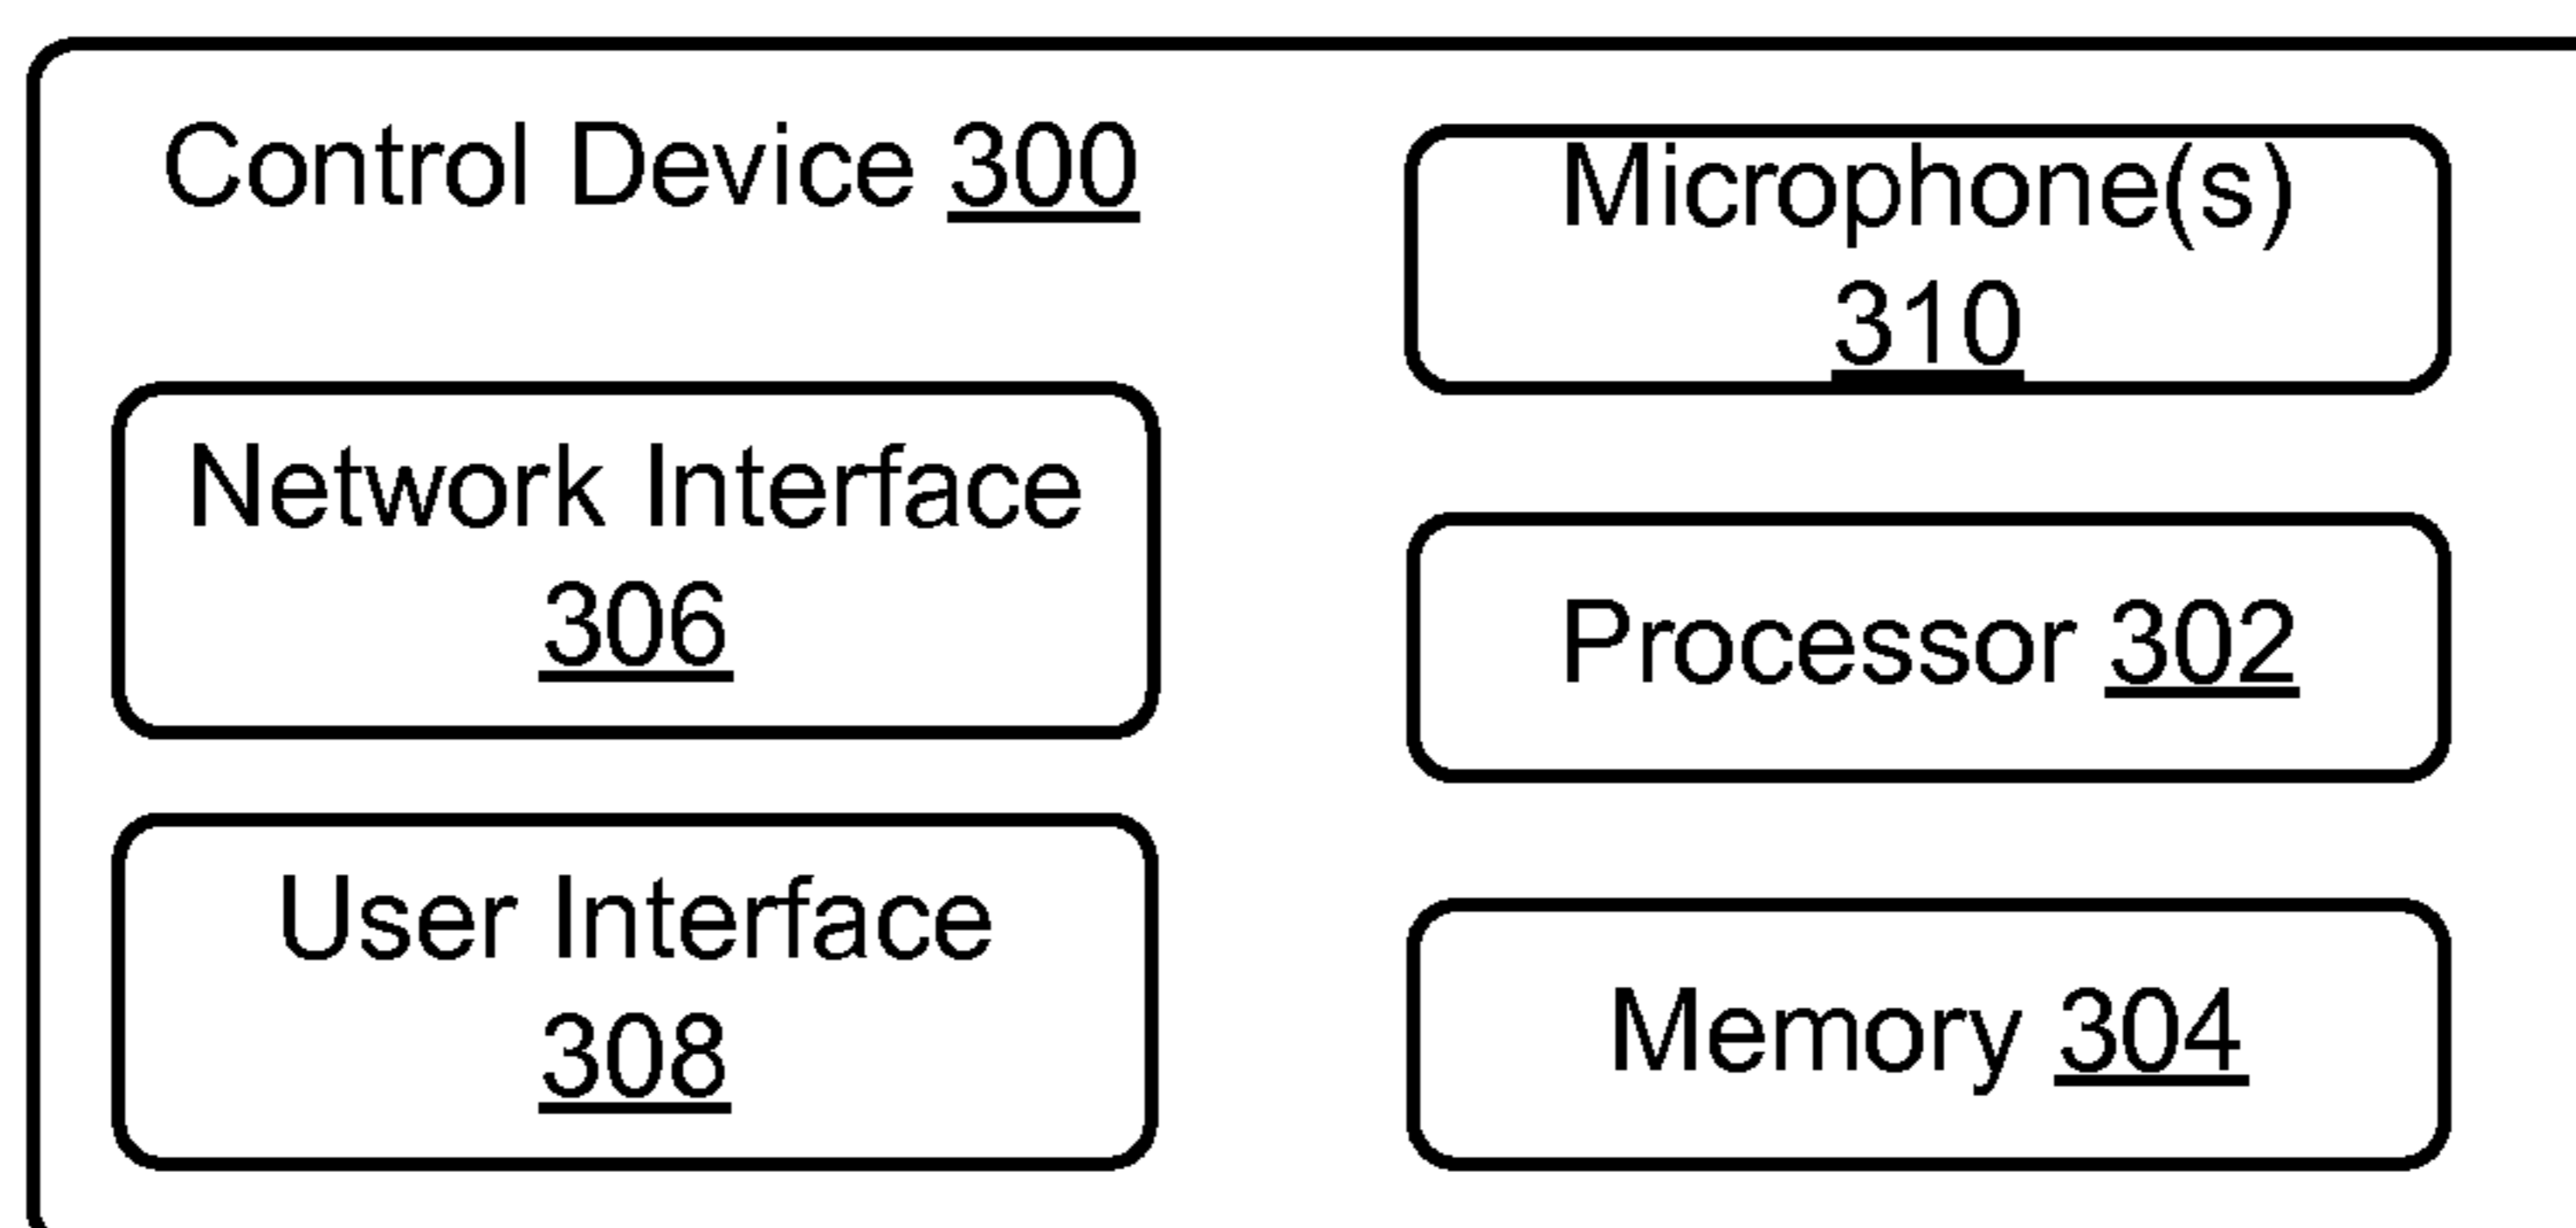 Control Device 300
Microphone(s)
310
Network Interface
306
Processor 302
User Interface
308
Memory 304